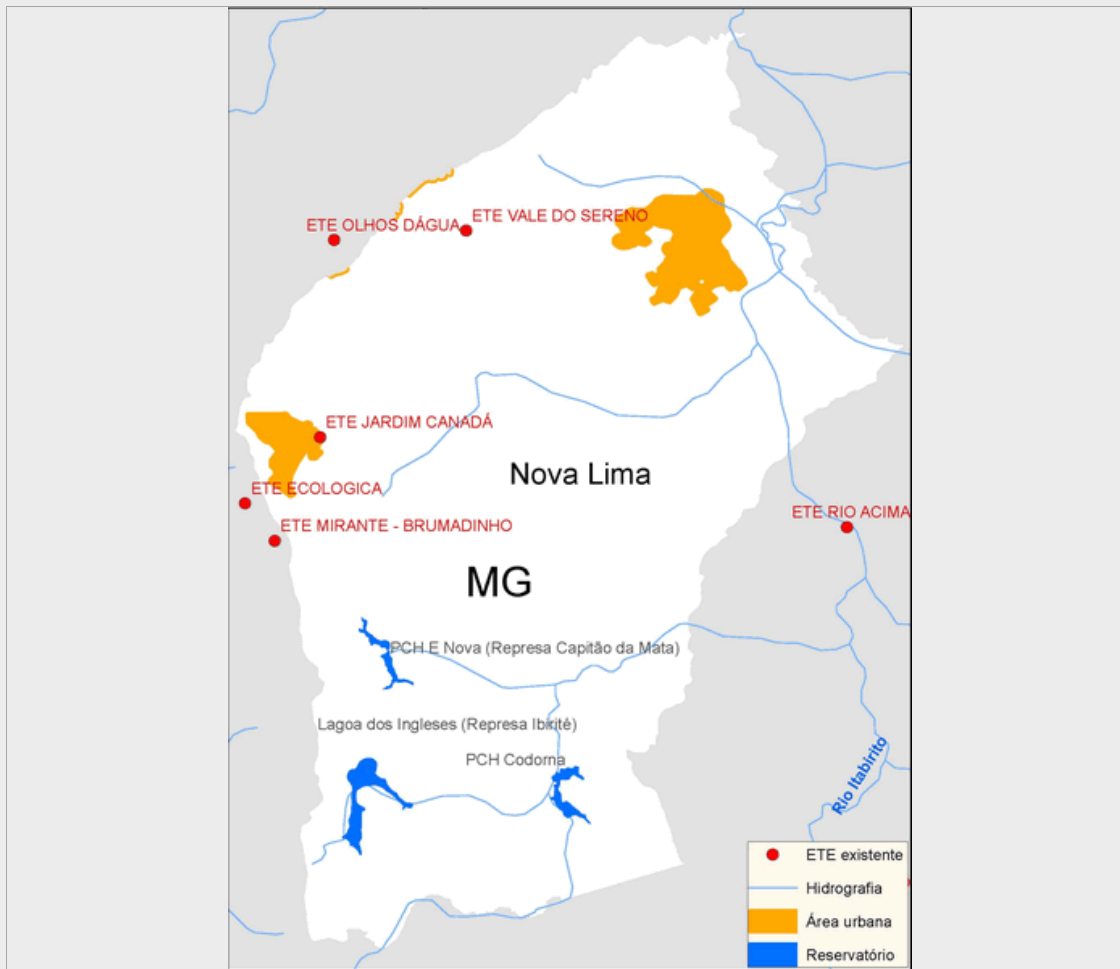 ETE VALE DO SERENO
ETE OLHOS DÁGUA
ETE JARDIM CANADÁ
Nova Lima
ETE ECOLOGICA
ETE RIO ACIMA
ETE MIRANTE - BRUMADINHO
MG
PCH E Nova (Represa Capitão da Mata)
Lagoa dos Ingleses (Represa Ibirité)
PCH Codorna
Rio Itabirito
ETE existente
Hidrografia
Área urbana
Reservatório